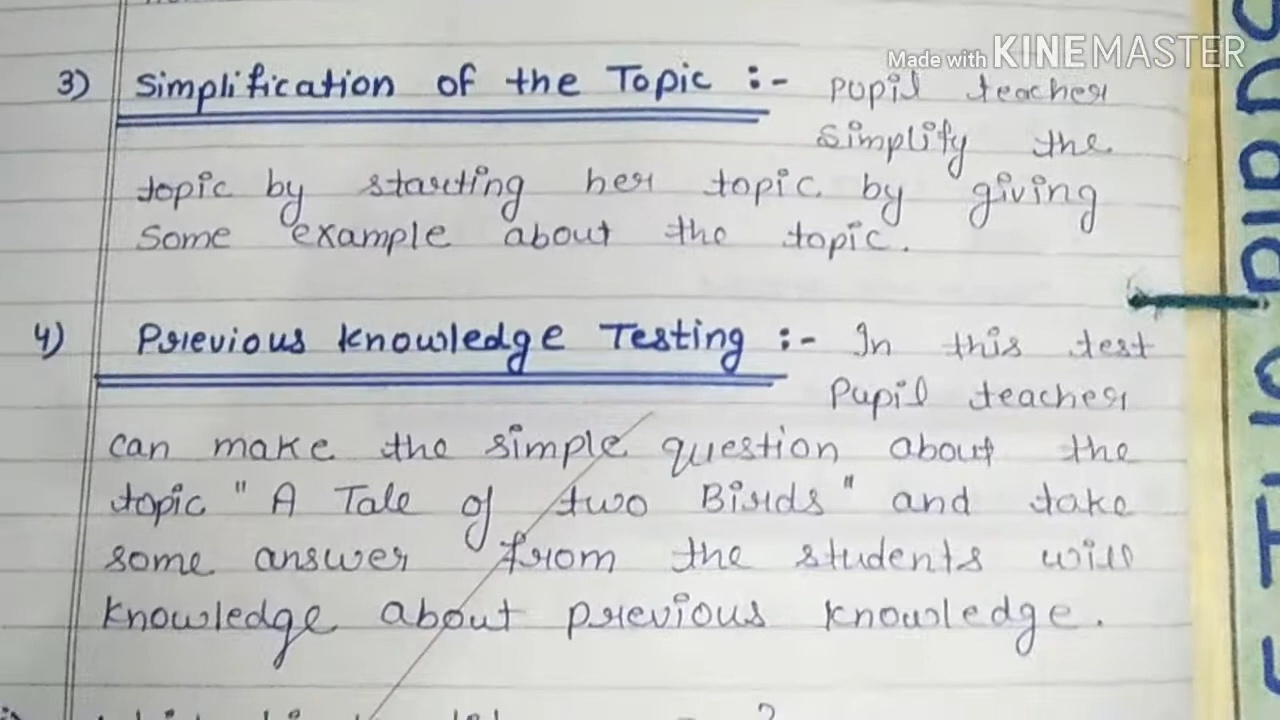 Made with KINEMASTER
3) Simplification of the Topic :- Pupil teacher
simplify the
topic by starting her topic by giving
some example about the topic.
4) Previous Knowledge Testing :- In this test
Pupil teacher
can make the simple question about the
topic "A Tale of two Birds" and take
some answer from the students will
knowledge about previous knowledge.